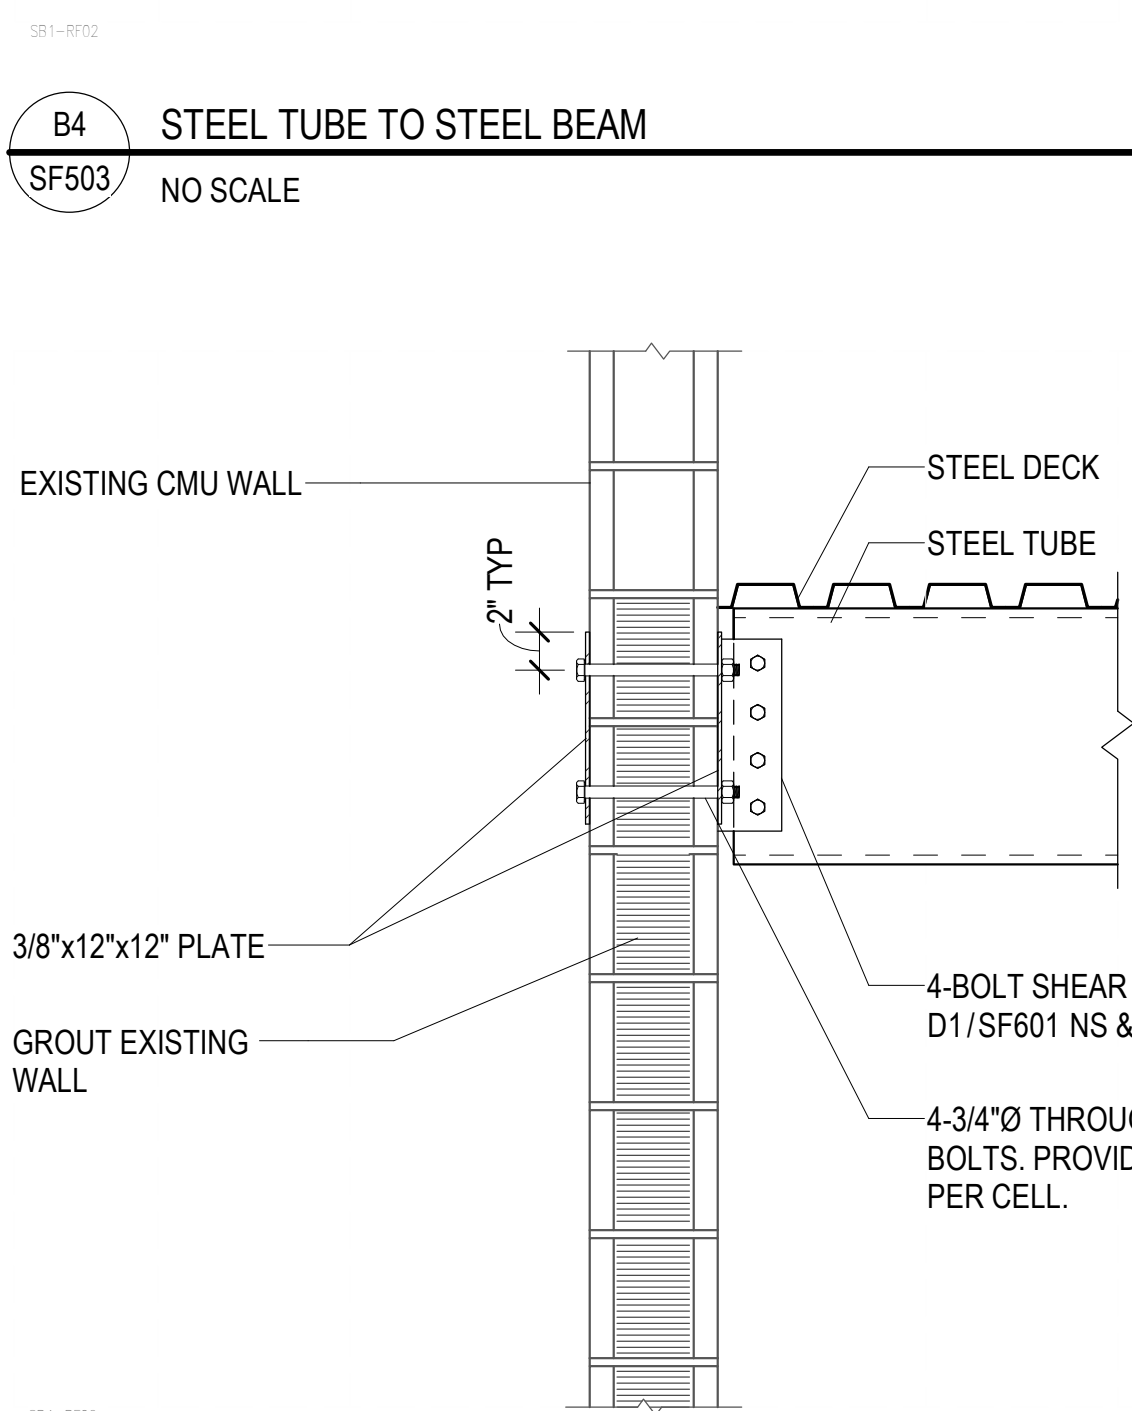 SB1-RF02
B4
STEEL TUBE TO STEEL BEAM
SF503
NO SCALE
EXISTING CMU WALL
STEEL DECK
2" TYP
STEEL TUBE
3/8"x12"x12" PLATE
4-BOLT SHEAR
D1/SF601 NS &
GROUT EXISTING
WALL
4-3/4"Ø
BOLTS.
PER CELL.